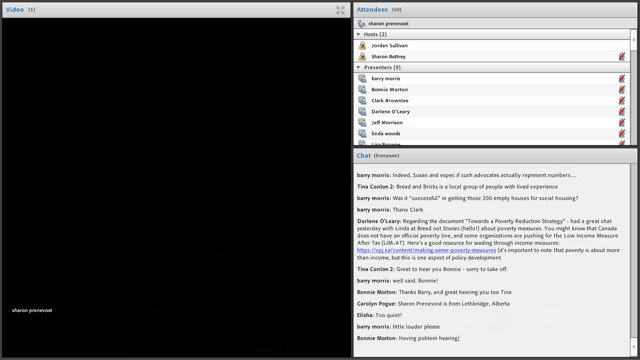 Video (1)
sharon prenevost
Attendees (50)
sharon prenevost
Hosts (2)
Jordan Sullivan
Sharon Buttrey
Presenters (9)
barry morris
Bonnie Morton
Clark Brownlee
Darlene O'Leary
Jeff Morrison
linda woods
Chat (Everyone)
barry morris: Indeed, Susan and espec if such advocates actually represent numbers...
Tina Conlon 2: Bread and Bricks is a local group of people with lived experience
barry morris: Was it "successful" in getting those 200 empty houses for social housing?
barry morris: Thanx Clark
Darlene O'Leary: Regarding the document "Towards a Poverty Reduction Strategy" - had a great chat
yesterday with Linda at Bread not Stones (hello!) about poverty measures. You might know that Canada
does not have an official poverty line, and some organizations are pushing for the Low Income Measure
After Tax (LIM-AT). Here's a good resource for wading through income measures:
https://cpj.ca/content/making-sense-poverty-measures (it's important to note that poverty is about more
than income, but this is one aspect of policy development.
Tina Conlon 2: Great to hear you Bonnie - sorry to take off.
barry morris: well said, Bonnie!
Bonnie Morton: Thanks Barry, and great hearing you too Tina
Carolyn Pogue: Sharon Prenevost is from Lethbridge, Alberta
Elisha: Too quiet!
barry morris: little louder please
Bonnie Morton: Having poblem hearing]